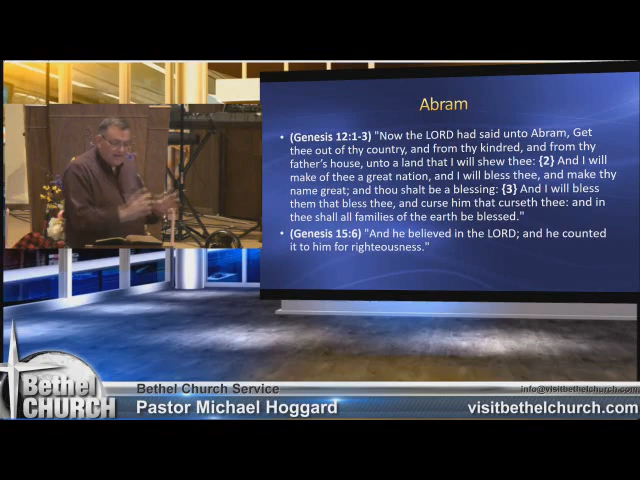 Abram
• (Genesis 12:1-3) "Now the LORD had said unto Abram, Get
thee out of thy country, and from thy kindred, and from thy
father's house, unto a land that I will shew thee: {2} And I will
make of thee a great nation, and I will bless thee, and make thy
name great; and thou shalt be a blessing: {3} And I will bless
them that bless thee, and curse him that curseth thee: and in
thee shall all families of the earth be blessed."
• (Genesis 15:6) "And he believed in the LORD; and he counted
it to him for righteousness."
Bethel
CHURCH
Bethel Church Service
info@visitbethelchurch.com
Pastor Michael Hoggard
visitbethelchurch.com